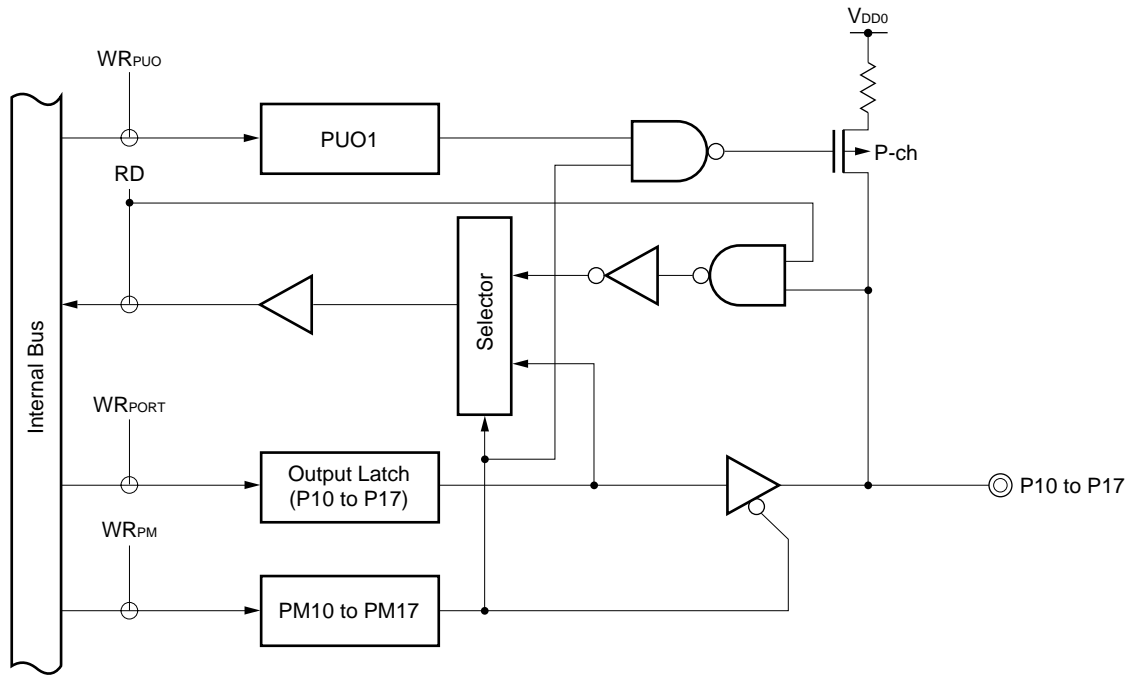 VDD0
WRPUO
PUO1
P-ch
RD
Selector
Internal Bus
WRPORT
Output Latch
(P10 to P17)
P10 to P17
WRPM
PM10 to PM17